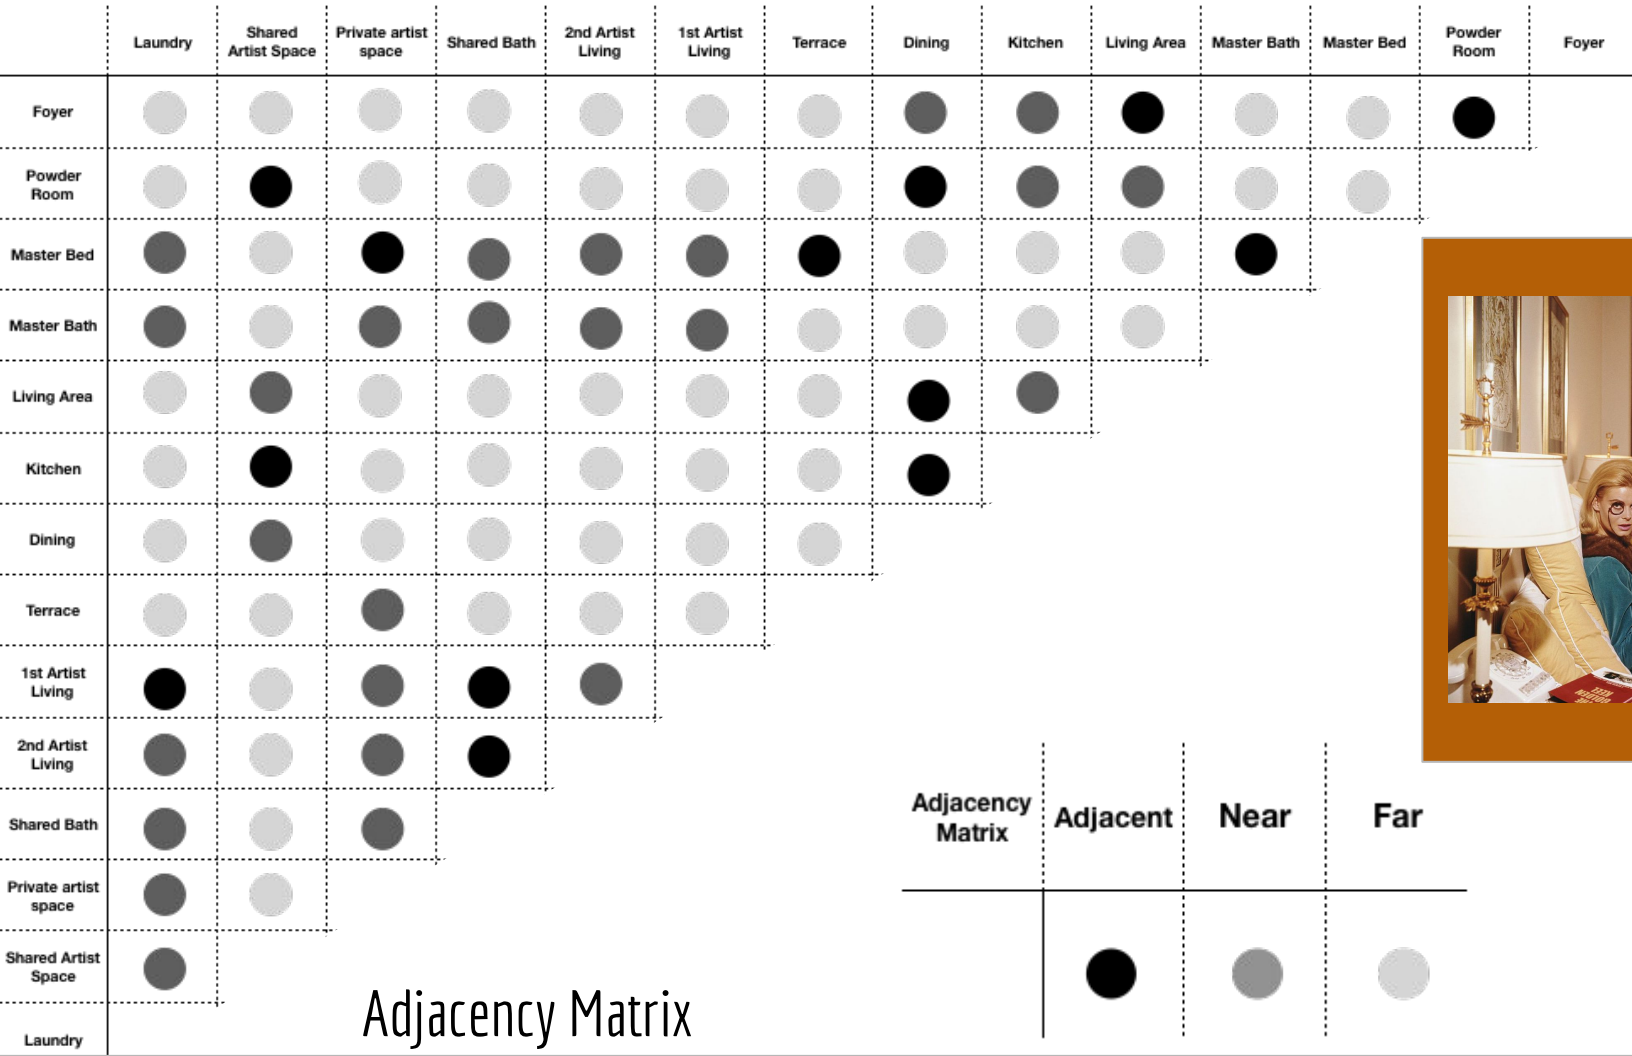 Laundry
Shared
Artist Space
Private artist
space
Shared Bath
2nd Artist
Living
1st Artist
Living
Terrace
Dining
Kitchen
Living Area
Master Bath
Master Bed
Powder
Room
Foyer
Foyer
Powder
Room
Master Bed
Master Bath
Living Area
Kitchen
Dining
Terrace
1st Artist
Living
2nd Artist
Living
Shared Bath
Private artist
space
Shared Artist
Space
Laundry
Adjacency
Matrix
Adjacent
Near
Far
Adjacency Matrix